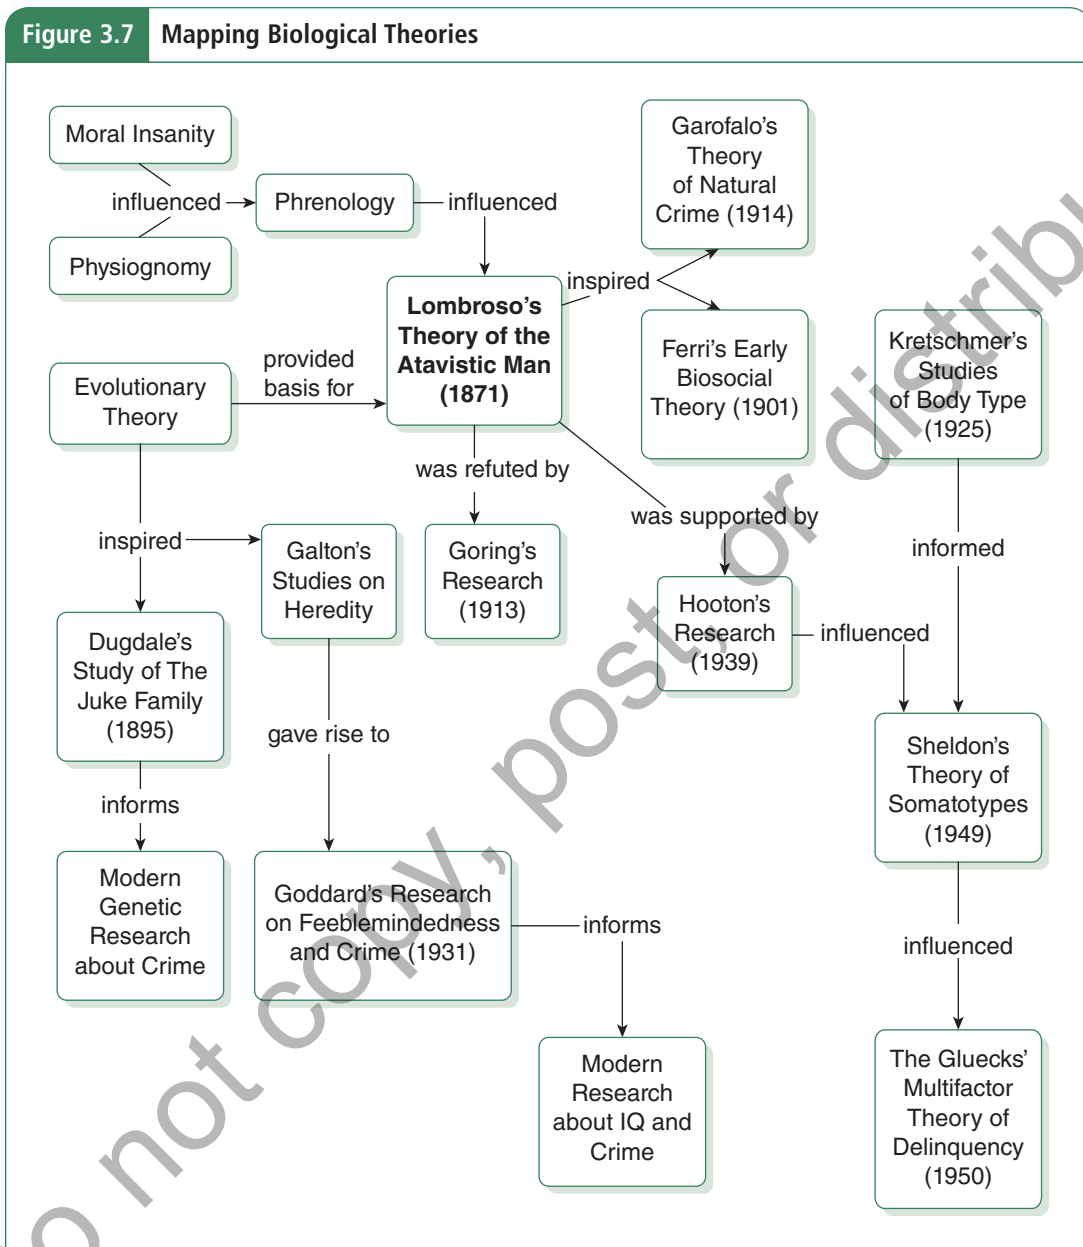 Figure 3.7 Mapping Biological Theories
Moral Insanity
influenced
Physiognomy
Phrenology
influenced
Garofalo's
Theory
of Natural
Crime (1914)
inspired
Lombroso's
Theory of the
Atavistic Man
(1871)
Ferri's Early
Biosocial
Theory (1901)
Kretschmer's
Studies
of Body Type
(1925)
Evolutionary
Theory
provided
basis for
was refuted by
was supported by
inspired
Galton's
Studies on
Heredity
Goring's
Research
(1913)
informed
Hooton's
Research
(1939)
influenced
Dugdale's
Study of The
Juke Family
(1895)
gave rise to
Sheldon's
Theory of
Somatotypes
(1949)
informs
Modern
Genetic
Research
about Crime
Goddard's Research
on Feeblemindedness
and Crime (1931)
informs
influenced
Modern
Research
about IQ and
Crime
The Gluecks'
Multifactor
Theory of
Delinquency
(1950)
o not copy, post, or distribu